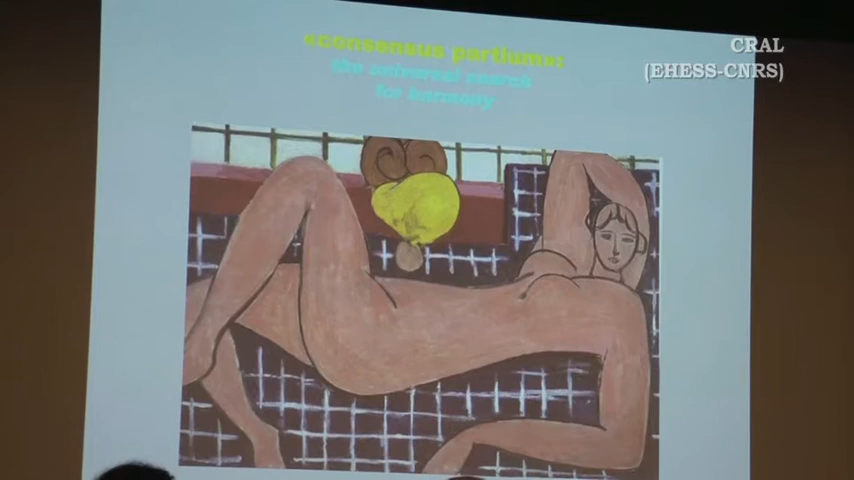 «consensus partium»:
the universal search
for harmony
CRAL
(EHESS-CNRS)